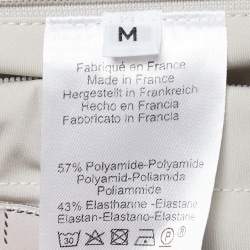 M
Fabriqué en France
Made in France
Hergestellt in Frankreich
Hecho en Francia
Fabbricato in Francia
57% Polyamide-Polyamide
Polyamid-Poliamida
Poliammide
43% Elasthanne -Elastane
Elastan-Elastano-Elastane
30
P